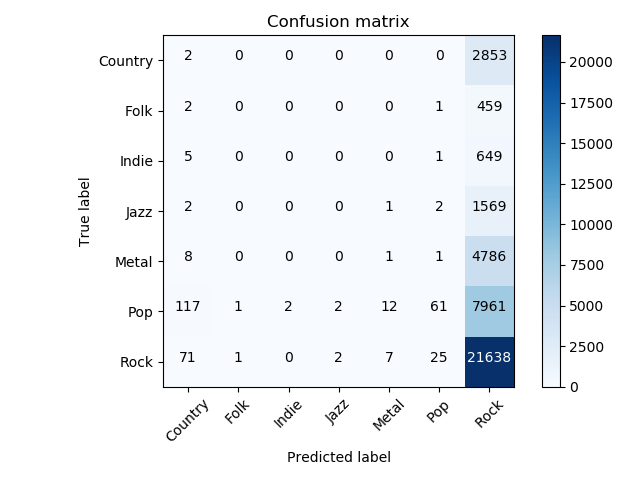 Confusion matrix
Country 2 0 0 0 0 0 2853
Folk 2 0 0 0 0 1 459
Indie 5 0 0 0 0 1 649
Jazz 2 0 0 0 1 2 1569
Metal 8 0 0 0 1 1 4786
Pop 117 1 2 2 12 61 7961
Rock 71 1 0 2 7 25 21638
Country Folk Indie Jazz Metal Pop Rock
True label
Predicted label
20000
17500
15000
12500
10000
7500
5000
2500
0